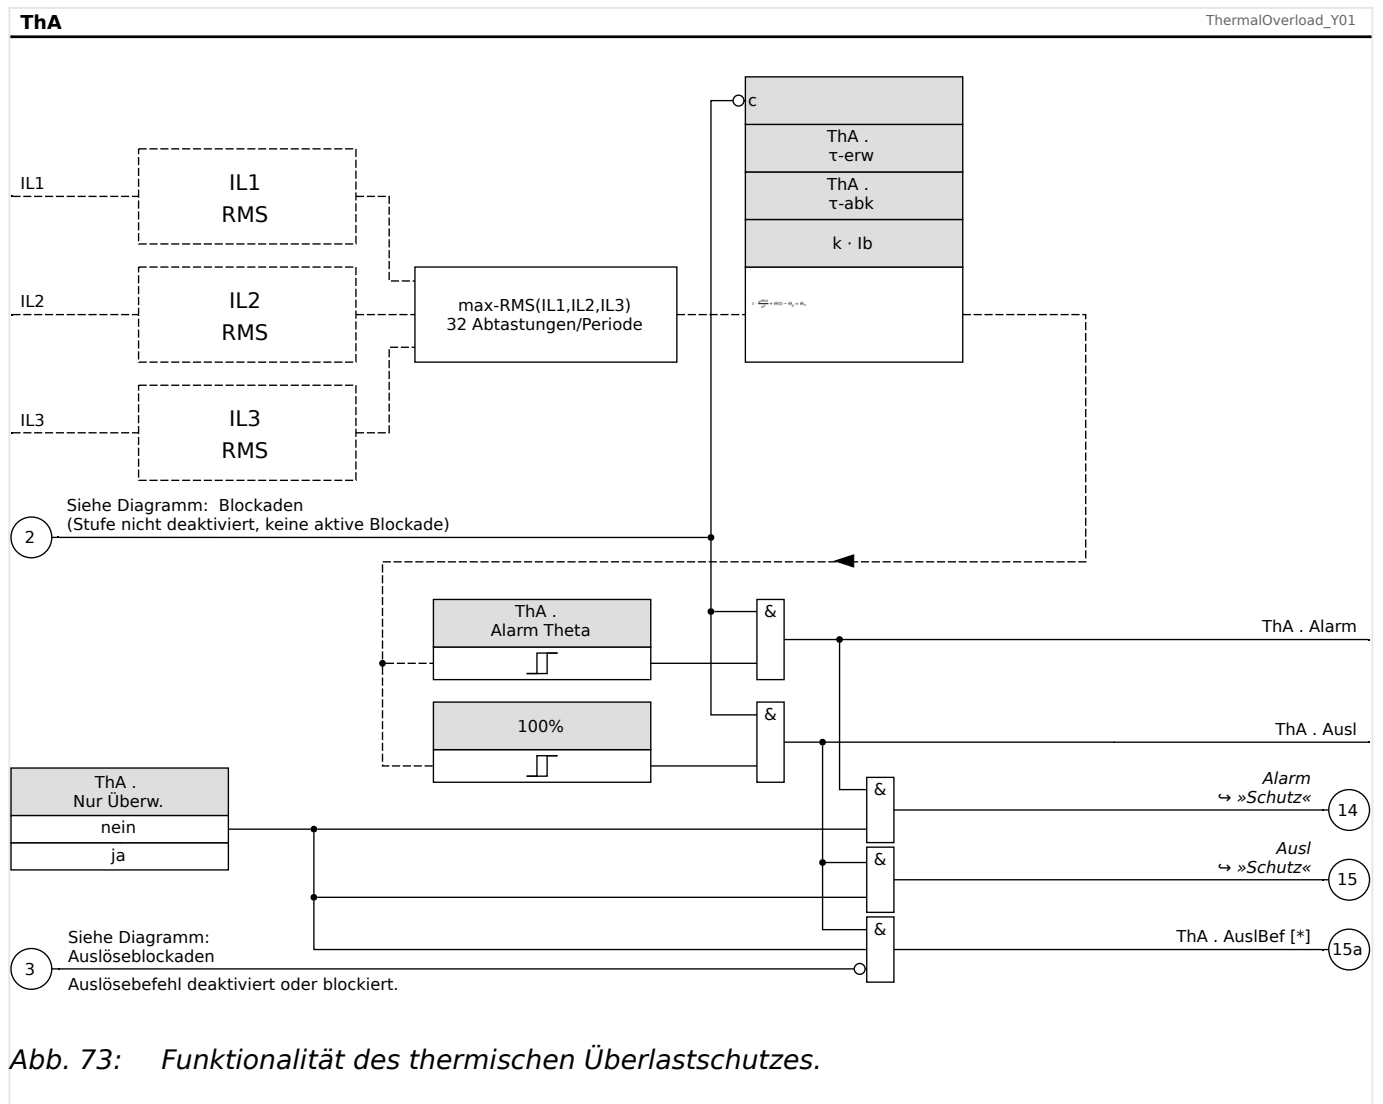 ThA
ThermalOverload_Y01
c
ThA .
τ-erw
ThA .
τ-abk
k · Ib
IL1
IL1
RMS
IL2
IL2
RMS
max-RMS(IL1,IL2,IL3)
32 Abtastungen/Periode
IL3
IL3
RMS
Siehe Diagramm: Blockaden
(Stufe nicht deaktiviert, keine aktive Blockade)
2
ThA .
Alarm Theta
&
ThA . Alarm
100%
&
ThA . Ausl
ThA .
Nur Überw.
nein
ja
&
Alarm
↪ »Schutz«
14
&
Ausl
↪ »Schutz«
15
Siehe Diagramm:
Auslöseblockaden
3
Auslösebefehl deaktiviert oder blockiert.
&
ThA . AuslBef [*]
15a
Abb. 73: Funktionalität des thermischen Überlastschutzes.